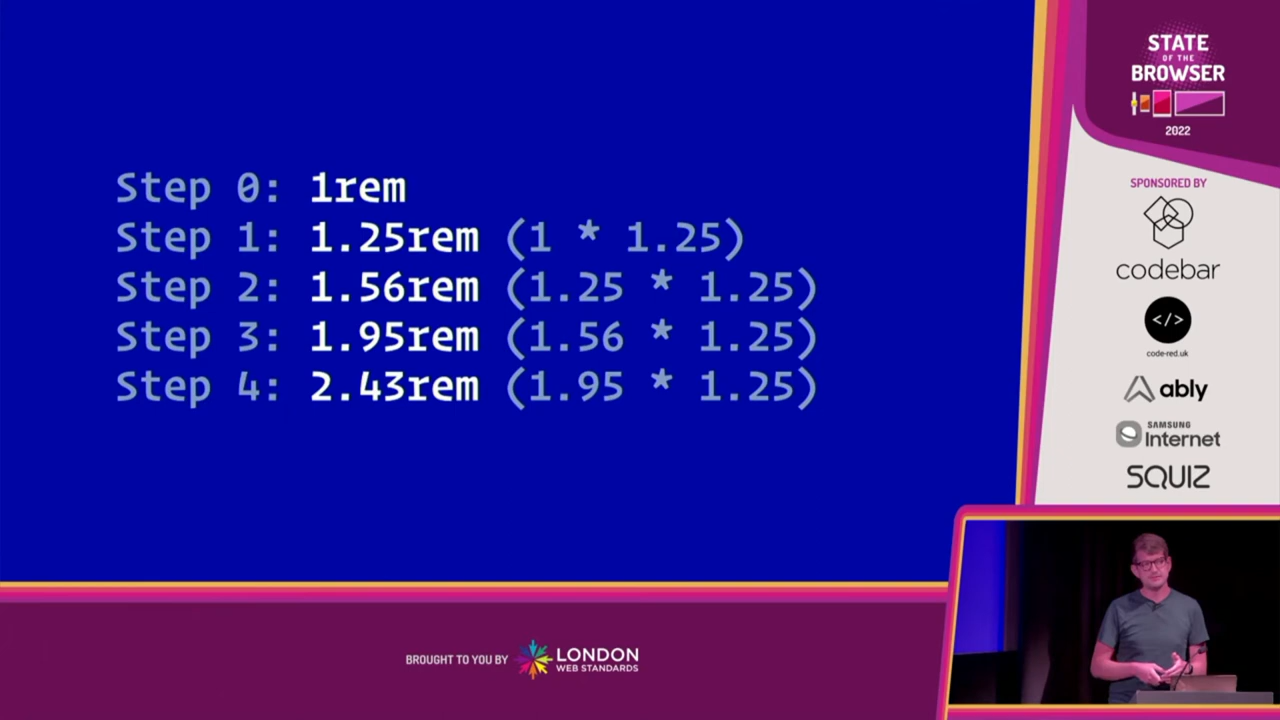 Step 0: 1rem
Step 1: 1.25rem (1 * 1.25)
Step 2: 1.56rem (1.25 * 1.25)
Step 3: 1.95rem (1.56 * 1.25)
Step 4: 2.43rem (1.95 * 1.25)
STATE
OF THE
BROWSER
2022
SPONSORED BY
codebar
</>
code-red.uk
ably
SAMSUNG
Internet
SQUIZ
BROUGHT TO YOU BY
LONDON
WEB STANDARDS